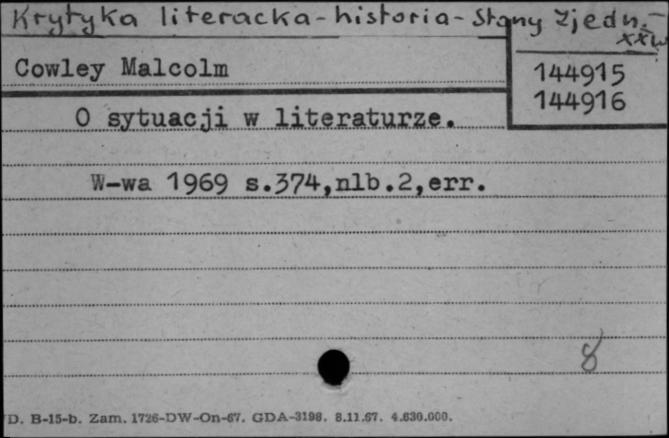 Krytyka literacka - historia - Stany Zjedn. - XXw
Cowley Malcolm
144915
144916
O sytuacji w literaturze.
W-wa 1969 s.374,nlb.2,err.
8
D. B-15-b. Zam. 1726-DW-On-67. GDA-3198. 8.11.67. 4.630.000.